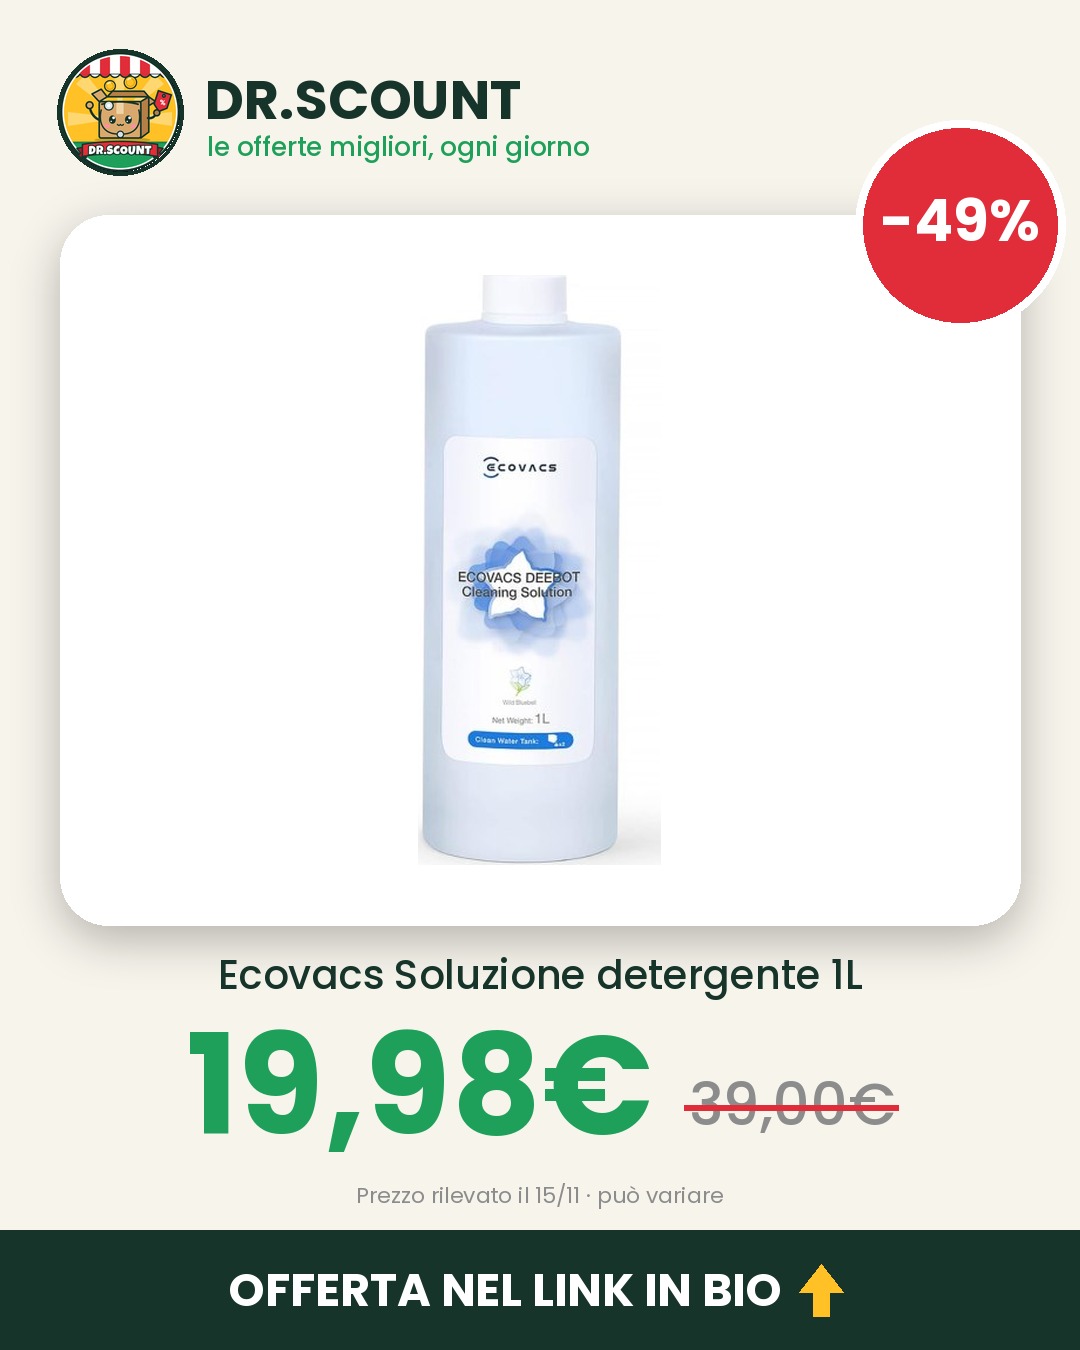 DR.SCOUNT
DR.SCOUNT
le offerte migliori, ogni giorno
-49%
ECOVACS
ECOVACS DEEBOT
Cleaning Solution
Wild Bluebell
Net Weight: 1L
Clean Water Tank:
Ecovacs Soluzione detergente 1L
19,98€ 39,00€
Prezzo rilevato il 15/11 · può variare
OFFERTA NEL LINK IN BIO